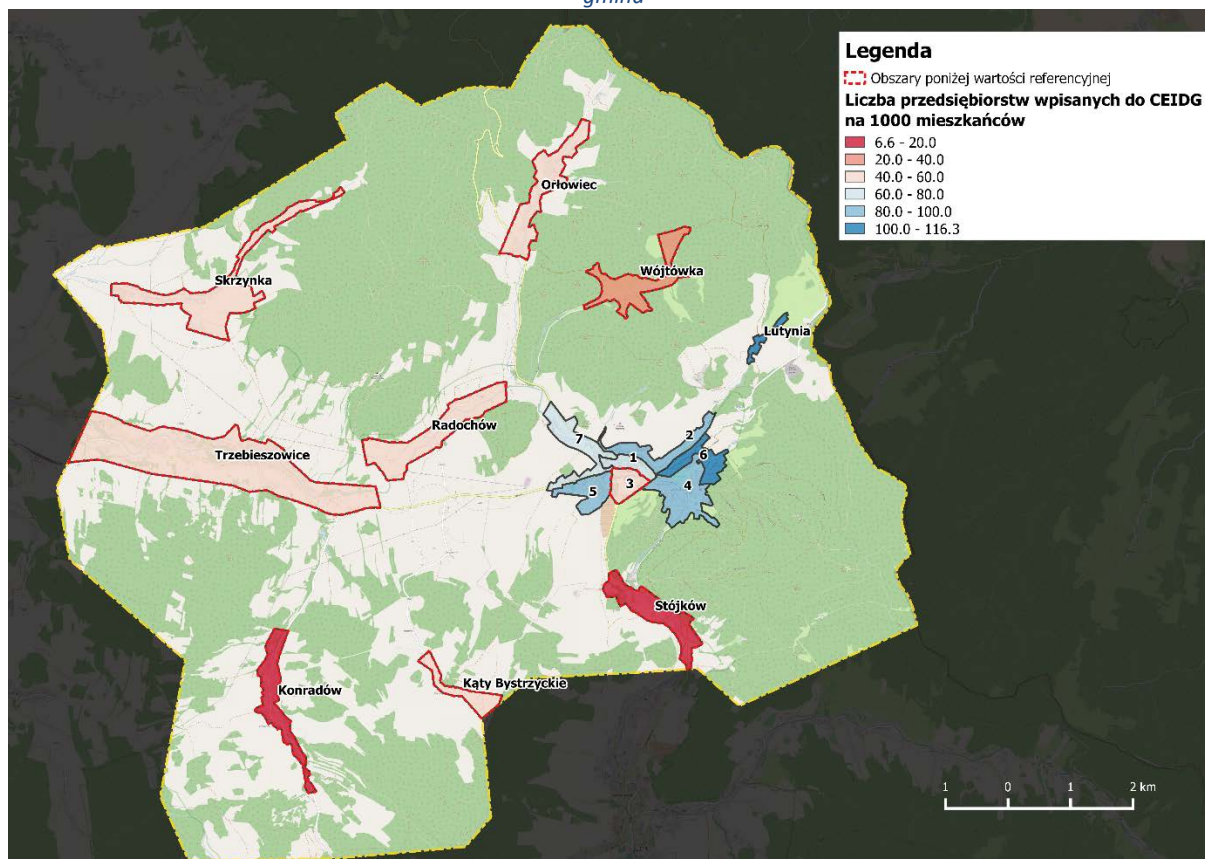 gmina
Legenda
Obszary poniżej wartości referencyjnej
Liczba przedsiębiorstw wpisanych do CEIDG
na 1000 mieszkańców
6.6 - 20.0
20.0 - 40.0
40.0 - 60.0
60.0 - 80.0
80.0 - 100.0
100.0 - 116.3
Orłowiec
Wójtówka
Skrzynka
Lutynia
Radochów
Trzebieszowice
7
2
1
6
3
4
5
Stójków
Kąty Bystrzyckie
Konradów
1 0 1 2 km